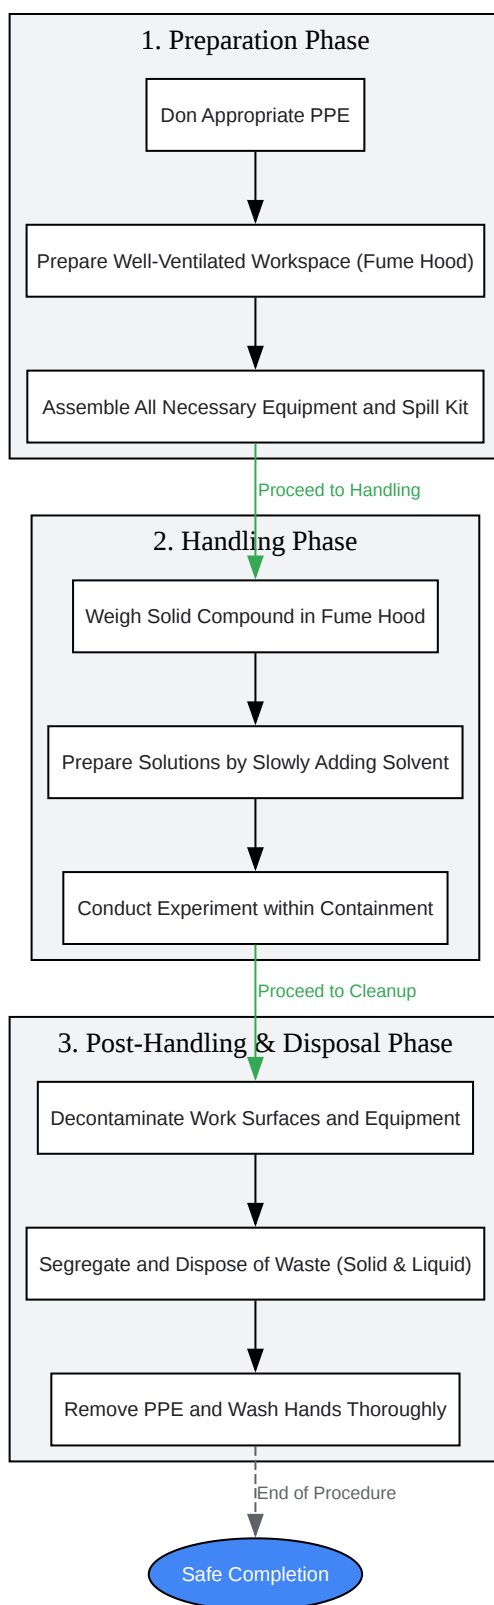 1. Preparation Phase
Don Appropriate PPE
Prepare Well-Ventilated Workspace (Fume Hood)
Assemble All Necessary Equipment and Spill Kit
Proceed to Handling
2. Handling Phase
Weigh Solid Compound in Fume Hood
Prepare Solutions by Slowly Adding Solvent
Conduct Experiment within Containment
Proceed to Cleanup
3. Post-Handling & Disposal Phase
Decontaminate Work Surfaces and Equipment
Segregate and Dispose of Waste (Solid & Liquid)
Remove PPE and Wash Hands Thoroughly
End of Procedure
Safe Completion